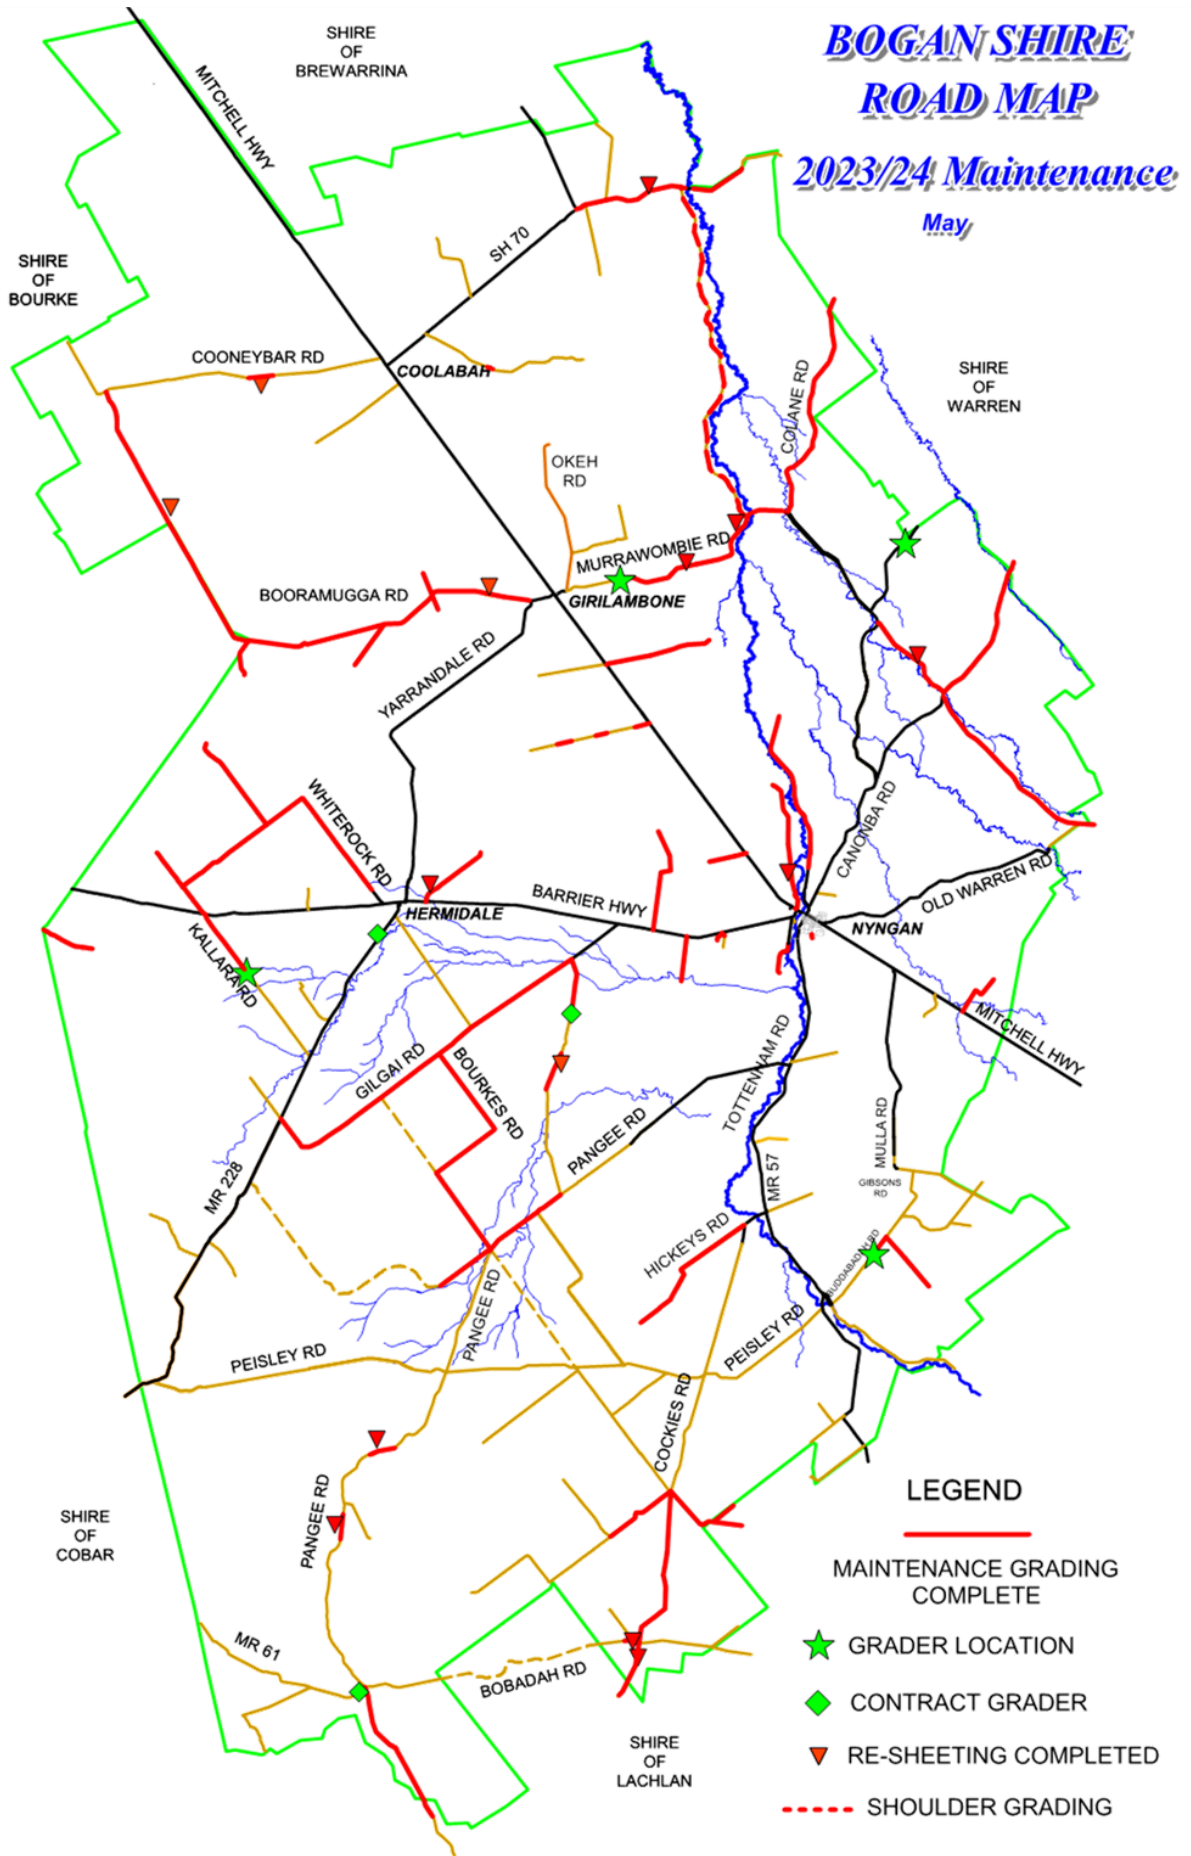 BOGAN SHIRE
ROAD MAP
2023/24 Maintenance
May
SHIRE
OF
BREWARRINA
MITCHELL HWY
SHIRE
OF
BOURKE
SH 70
COONEYBAR RD
COOLABAH
SHIRE
OF
WARREN
COLANE RD
OKEH
RD
MURRAWOMBIE RD
GIRILAMBONE
BOORAMUGGA RD
YARRANDALE RD
WHITEROCK RD
CANONBA RD
OLD WARREN RD
BARRIER HWY
HERMIDALE
NYNGAN
KALLARA RD
MITCHELL HWY
GILGAI RD
BOURKES RD
TOTTENHAM RD
PANGEE RD
MULLA RD
MR 57
GIBSONS
RD
MR 228
HICKEYS RD
BUDDABADAH RD
PANGEE RD
PEISLEY RD
PEISLEY RD
COCKIES RD
PANGEE RD
SHIRE
OF
COBAR
MR 61
BOBADAH RD
SHIRE
OF
LACHLAN
LEGEND
MAINTENANCE GRADING
COMPLETE
GRADER LOCATION
CONTRACT GRADER
RE-SHEETING COMPLETED
SHOULDER GRADING